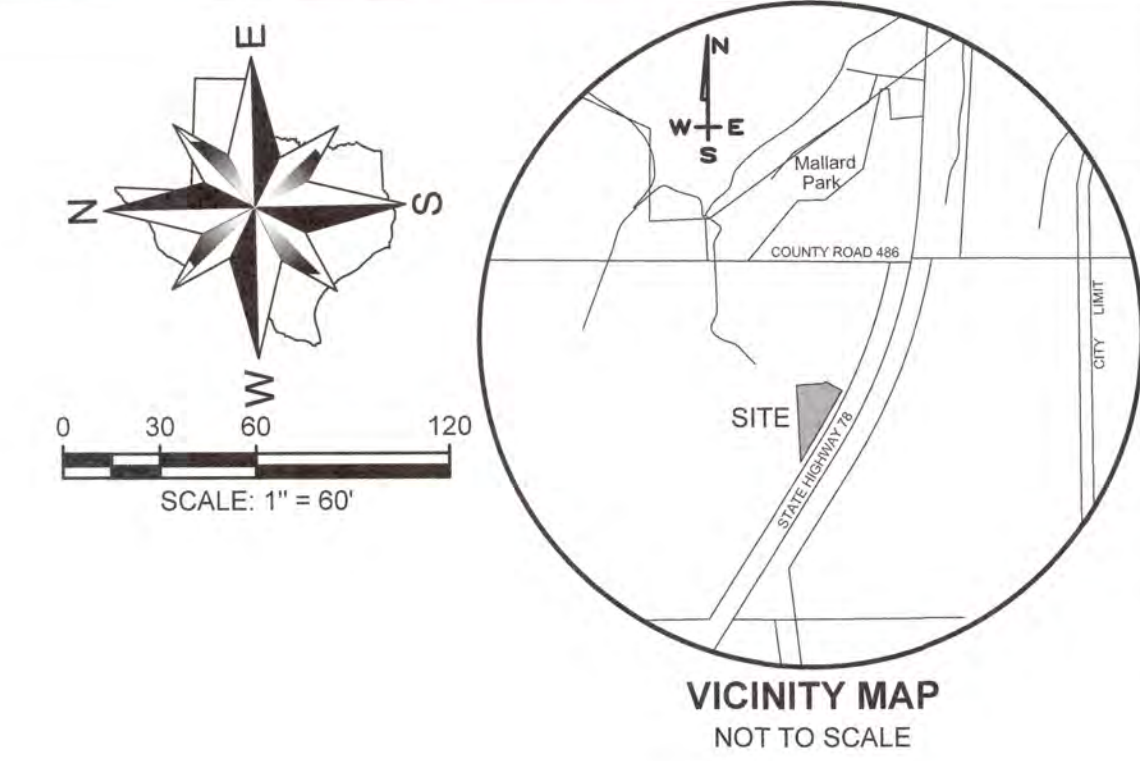 E
N
S
W
0 30 60 120
SCALE: 1" = 60'
N
W E
S
Mallard
Park
COUNTY ROAD 486
CITY LIMIT
SITE
STATE HIGHWAY 78
VICINITY MAP
NOT TO SCALE